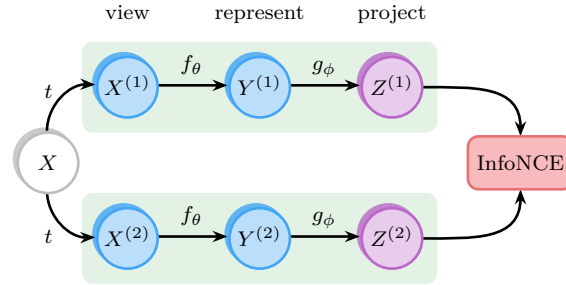 view represent project
t X^{(1)} f_θ Y^{(1)} g_ϕ Z^{(1)}
X InfoNCE
t X^{(2)} f_θ Y^{(2)} g_ϕ Z^{(2)}